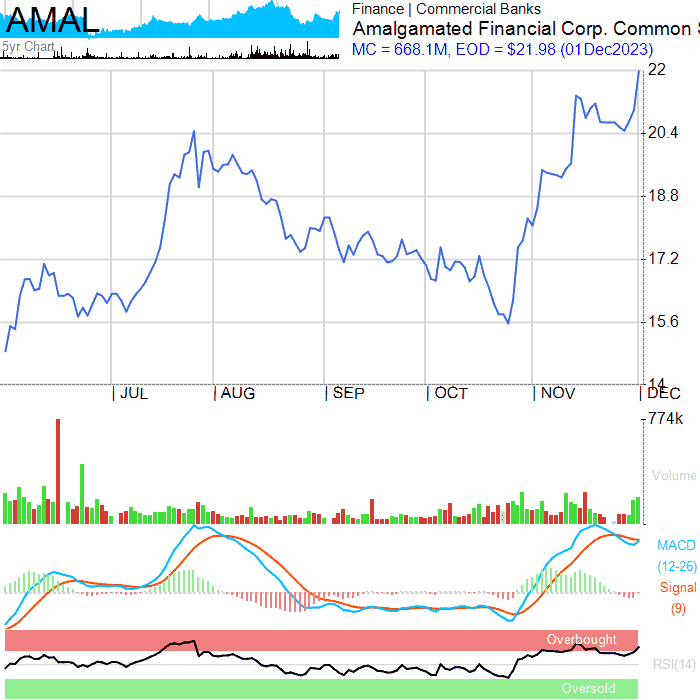 AMAL
5yr Chart
Finance | Commercial Banks
Amalgamated Financial Corp. Common S
MC = 668.1M, EOD = $21.98 (01Dec2023)
22
20.4
18.8
17.2
15.6
14
JUL AUG SEP OCT NOV DEC
774k
Volume
MACD
(12-26)
Signal
(9)
Overbought
RSI(14)
Oversold